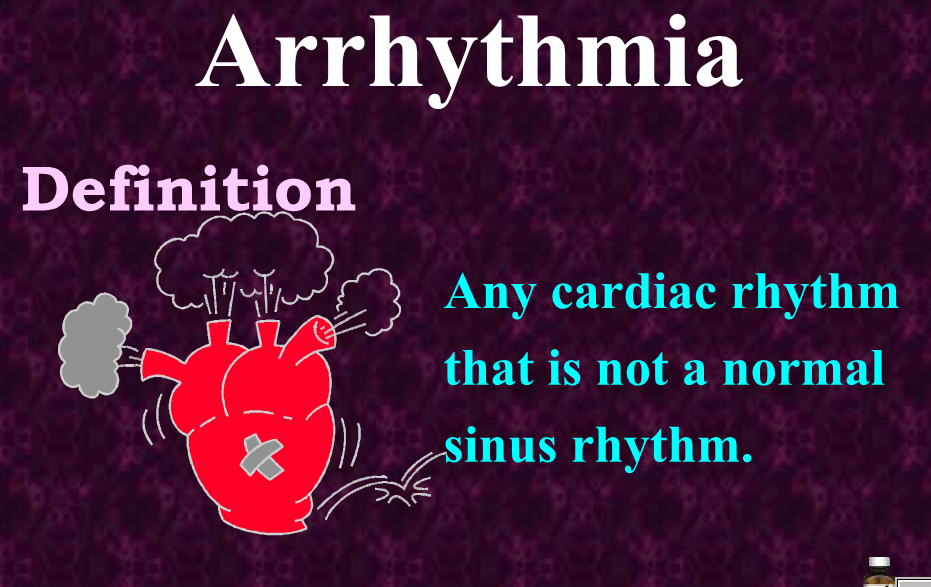 Arrhythmia
Definition
Any cardiac rhythm
that is not a normal
sinus rhythm.